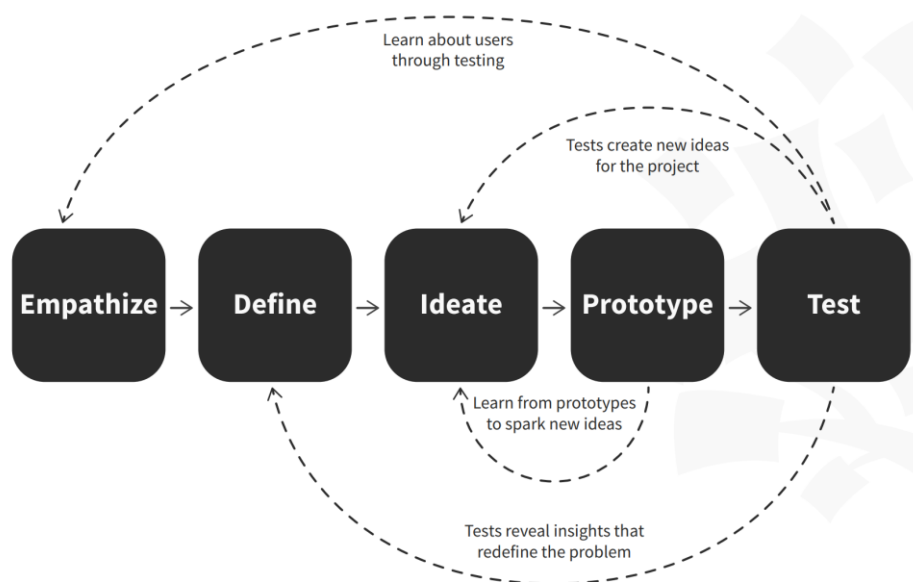 Learn about users
through testing
Tests create new ideas
for the project
Empathize
Define
Ideate
Prototype
Test
Learn from prototypes
to spark new ideas
Tests reveal insights that
redefine the problem